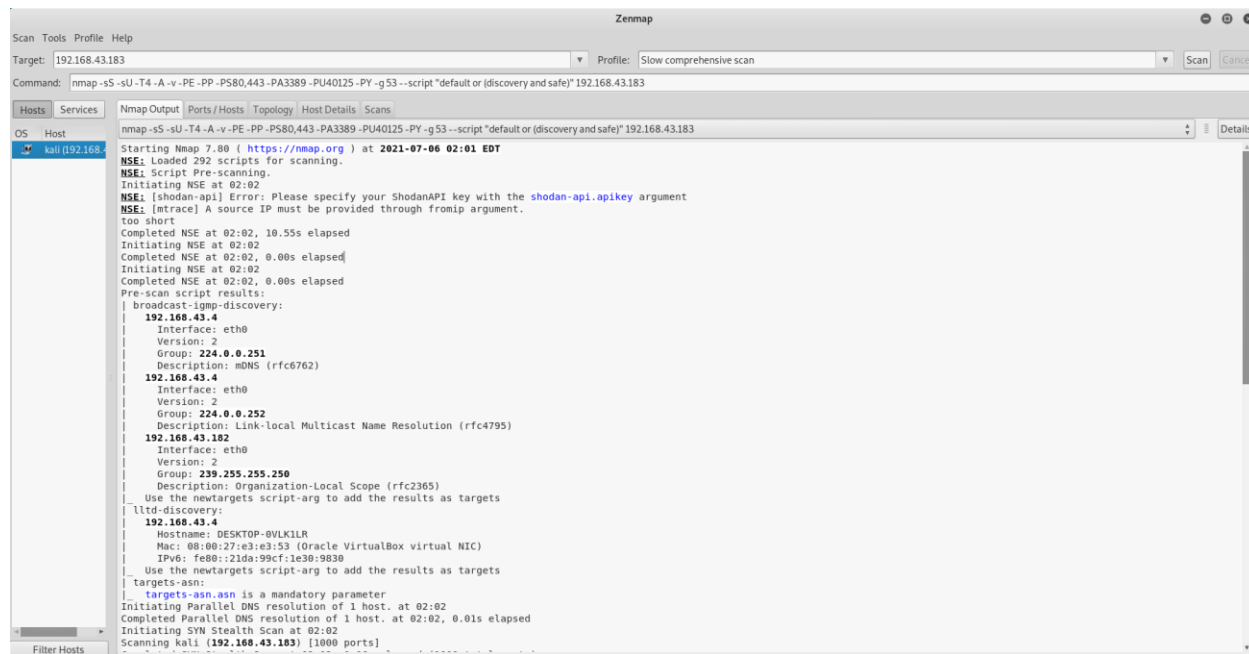 Zenmap
Scan Tools Profile Help
Target: 192.168.43.183 Profile: Slow comprehensive scan Scan Cance
Command: nmap -sS -sU -T4 -A -v -PE -PP -PS80,443 -PA3389 -PU40125 -PY -g 53 --script "default or (discovery and safe)" 192.168.43.183
Hosts Services Nmap Output Ports / Hosts Topology Host Details Scans
OS Host nmap -sS -sU -T4 -A -v -PE -PP -PS80,443 -PA3389 -PU40125 -PY -g 53 --script "default or (discovery and safe)" 192.168.43.183 Details
kali (192.168.4
Starting Nmap 7.80 ( https://nmap.org ) at 2021-07-06 02:01 EDT
NSE: Loaded 292 scripts for scanning.
NSE: Script Pre-scanning.
Initiating NSE at 02:02
NSE: [shodan-api] Error: Please specify your ShodanAPI key with the shodan-api.apikey argument
NSE: [mtrace] A source IP must be provided through fromip argument.
too short
Completed NSE at 02:02, 10.55s elapsed
Initiating NSE at 02:02
Completed NSE at 02:02, 0.00s elapsed
Initiating NSE at 02:02
Completed NSE at 02:02, 0.00s elapsed
Pre-scan script results:
| broadcast-igmp-discovery:
|   192.168.43.4
|     Interface: eth0
|     Version: 2
|     Group: 224.0.0.251
|     Description: mDNS (rfc6762)
|   192.168.43.4
|     Interface: eth0
|     Version: 2
|     Group: 224.0.0.252
|     Description: Link-local Multicast Name Resolution (rfc4795)
|   192.168.43.182
|     Interface: eth0
|     Version: 2
|     Group: 239.255.255.250
|     Description: Organization-Local Scope (rfc2365)
|_  Use the newtargets script-arg to add the results as targets
| lltd-discovery:
|   192.168.43.4
|     Hostname: DESKTOP-0VLK1LR
|     Mac: 08:00:27:e3:e3:53 (Oracle VirtualBox virtual NIC)
|     IPv6: fe80::21da:99cf:1e30:9830
|_  Use the newtargets script-arg to add the results as targets
| targets-asn:
|_  targets-asn.asn is a mandatory parameter
Initiating Parallel DNS resolution of 1 host. at 02:02
Completed Parallel DNS resolution of 1 host. at 02:02, 0.01s elapsed
Initiating SYN Stealth Scan at 02:02
Scanning kali (192.168.43.183) [1000 ports]
Filter Hosts